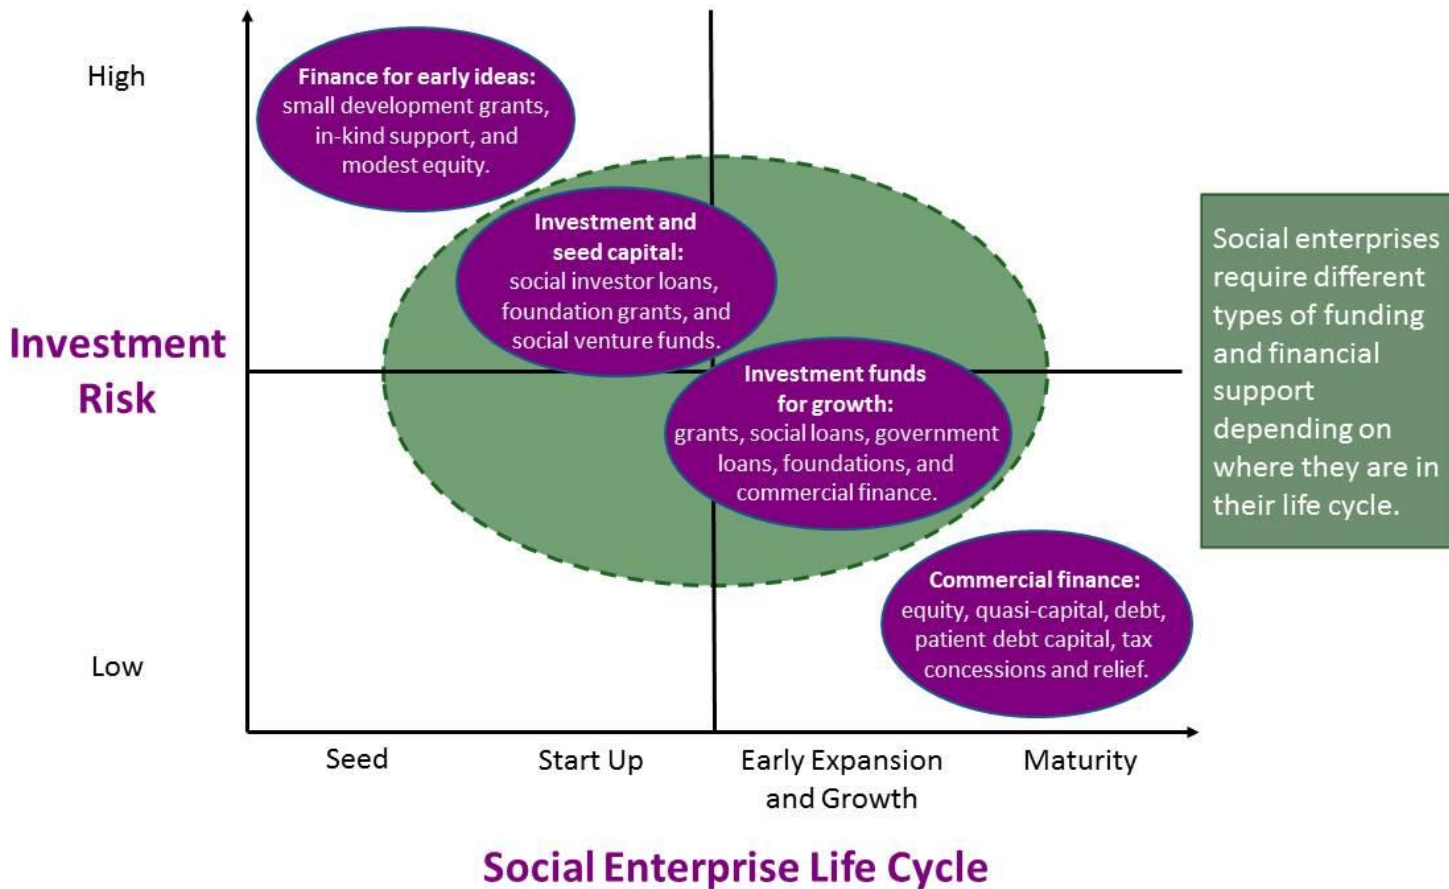 High
Finance for early ideas:
small development grants,
in-kind support, and
modest equity.
Investment and
seed capital:
social investor loans,
foundation grants, and
social venture funds.
Investment
Risk
Investment funds
for growth:
grants, social loans, government
loans, foundations, and
commercial finance.
Commercial finance:
equity, quasi-capital, debt,
patient debt capital, tax
concessions and relief.
Low
Social enterprises
require different
types of funding
and financial
support
depending on
where they are in
their life cycle.
Seed
Start Up
Early Expansion
and Growth
Maturity
Social Enterprise Life Cycle